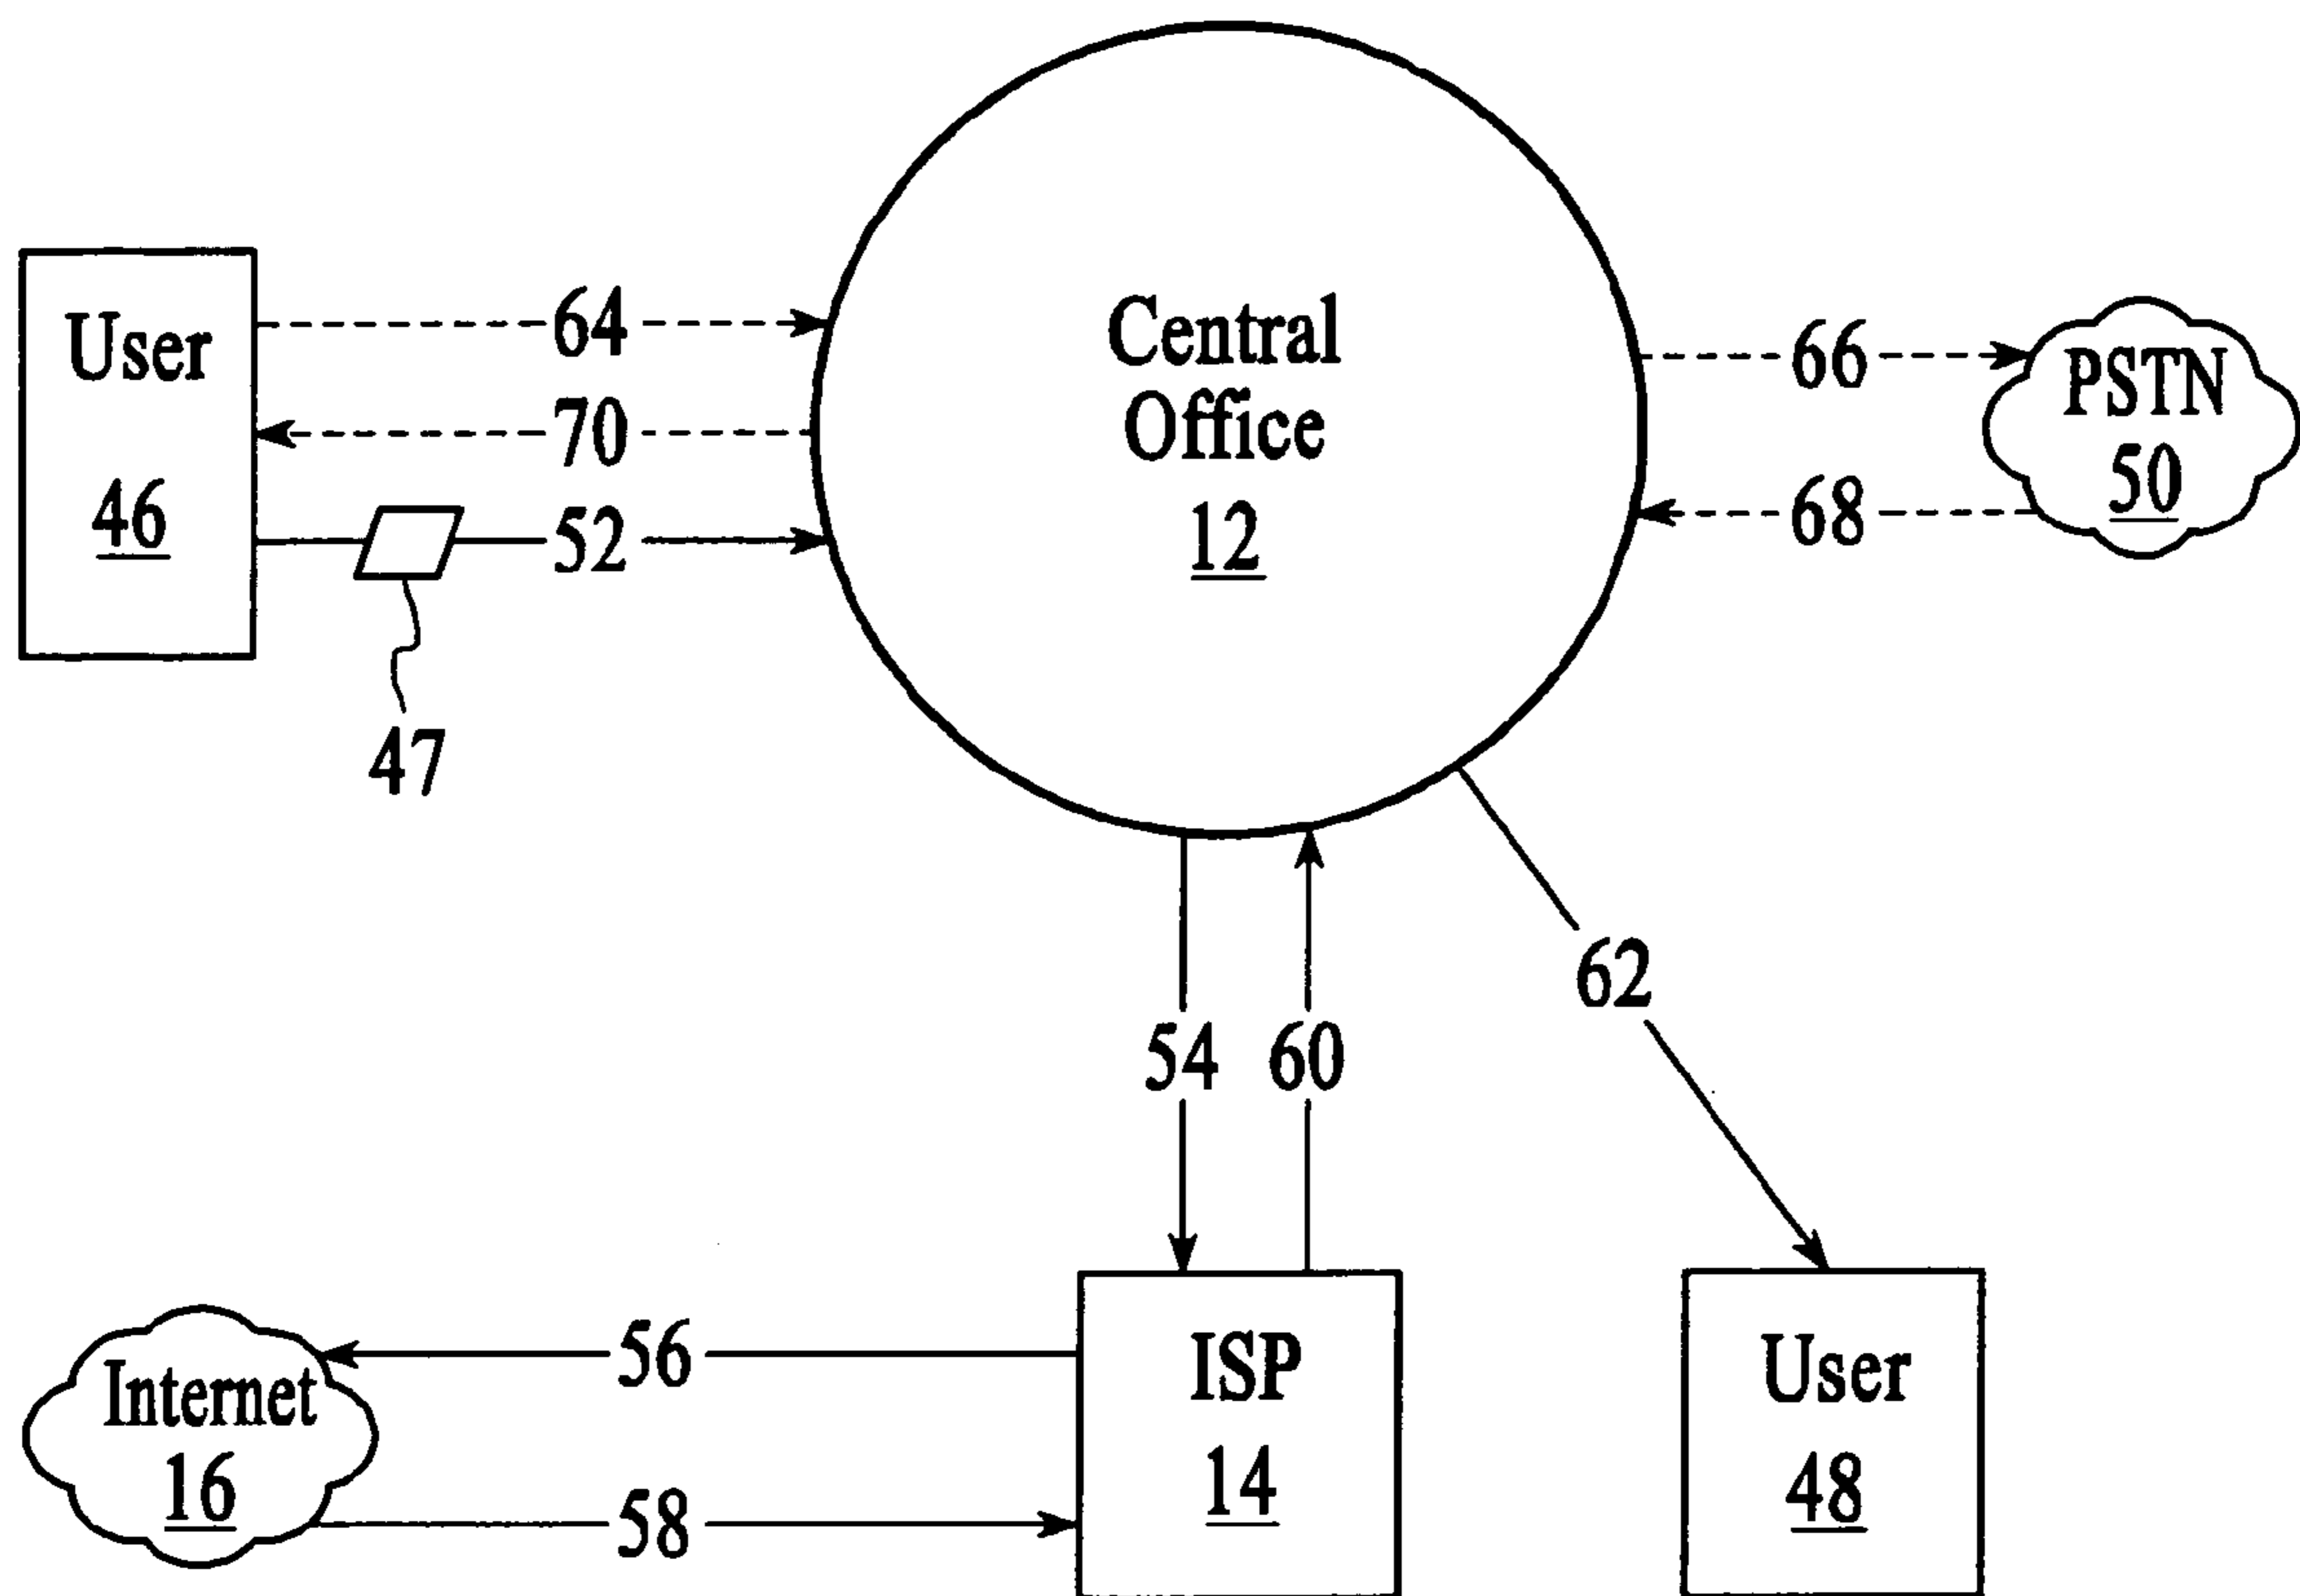 User
46
64
70
52
47
Central
Office
12
66
68
PSTN
50
54
60
62
Internet
16
56
58
ISP
14
User
48